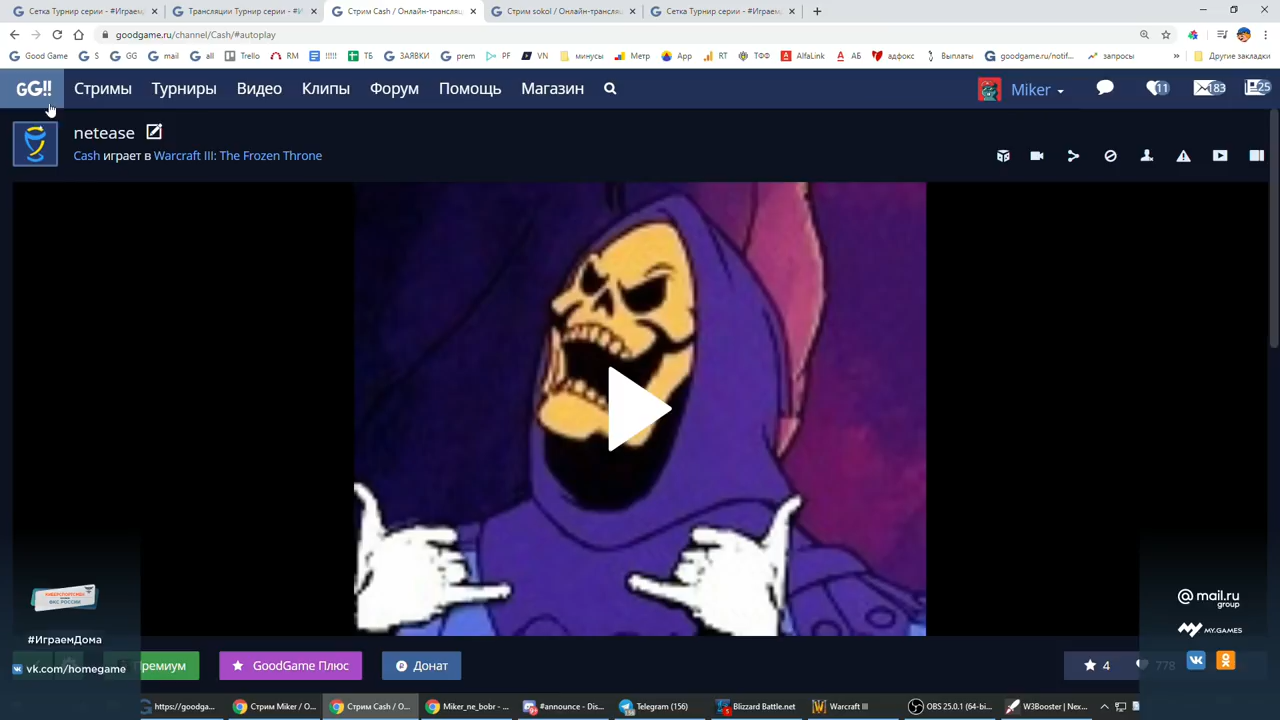 Сетка Турнир серии "#Играем
Трансляции Турнир серии - "#И
Стрим Cash / Онлайн-трансляц
Стрим sokol / Онлайн-трансляц
Сетка Турнир серии - "#Играем
goodgame.ru/channel/Cash/#autoplay
Good Game
S
mail
all
Trello
RM
!!!!
ТБ
ЗАЯВКИ
prem
PF
VN
минусы
Метр
App
RT
ТФФ
AlfaLink
АБ
адфокс
Выплаты
goodgame.ru/notif...
запросы
»
Другие закладки
GG!!
Стримы
Турниры
Видео
Клипы
Форум
Помощь
Магазин
Miker
11
183
25
netease
Cash играет в Warcraft III: The Frozen Throne
#ИграемДома
vk.com/homegame
Премиум
GoodGame Плюс
Донат
4
778
@mail.ru
group
MY.GAMES
https://goodga...
Стрим Miker / О...
Стрим Cash / О...
Miker_ne_bobr - ...
#announce - Dis...
Telegram (156)
Blizzard Battle.net
Warcraft III
OBS 25.0.1 (64-bi...
W3Booster | Nex...